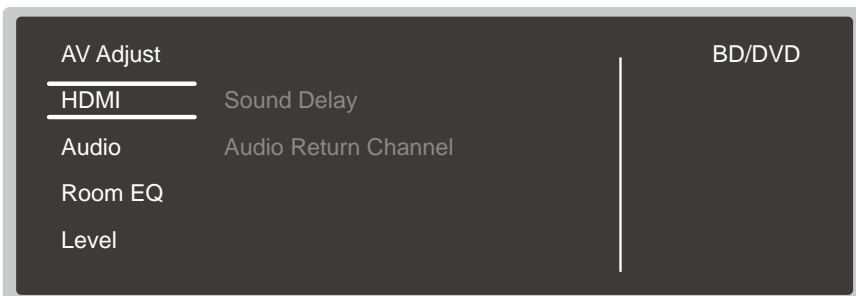 AV Adjust BD/DVD
HDMI Sound Delay
Audio Audio Return Channel
Room EQ
Level